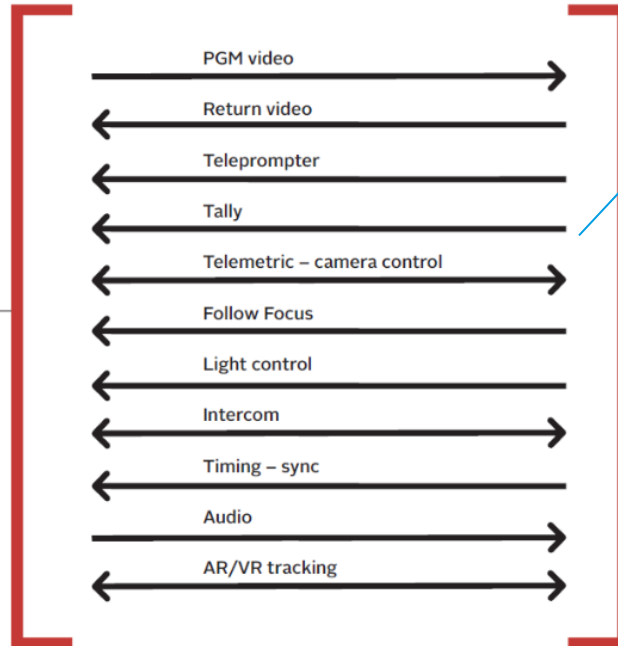 PGM video
Return video
Teleprompter
Tally
Telemetric – camera control
Follow Focus
Light control
Intercom
Timing – sync
Audio
AR/VR tracking